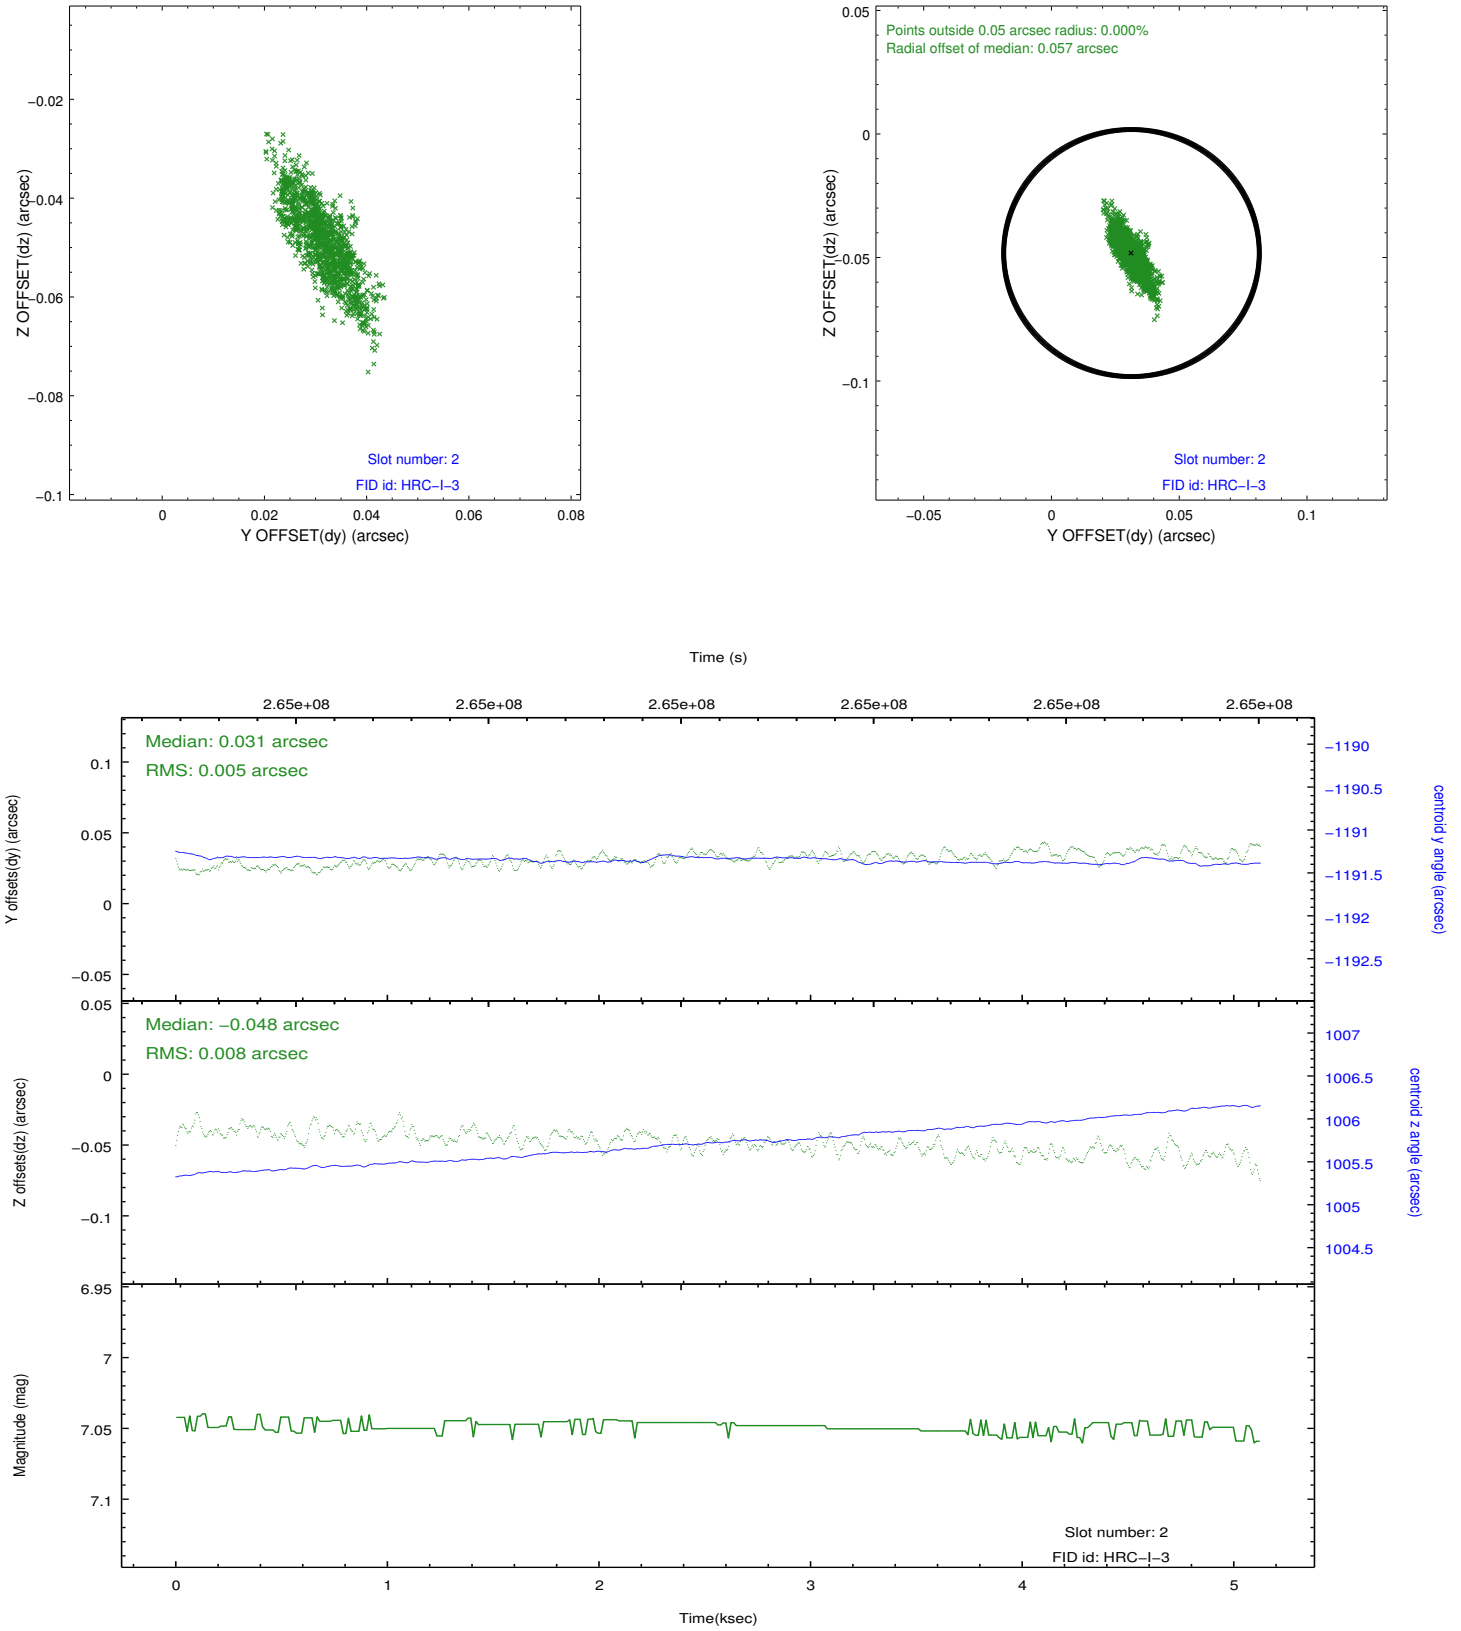 −0.02
−0.04
−0.06
−0.08
−0.1
Z OFFSET(dz) (arcsec)
Slot number: 2
FID id: HRC−I−3
0 0.02 0.04 0.06 0.08
Y OFFSET(dy) (arcsec)
0.05
0
−0.05
−0.1
Z OFFSET(dz) (arcsec)
Points outside 0.05 arcsec radius: 0.000%
Radial offset of median: 0.057 arcsec
Slot number: 2
FID id: HRC−I−3
−0.05 0 0.05 0.1
Y OFFSET(dy) (arcsec)
Time (s)
2.65e+08 2.65e+08 2.65e+08 2.65e+08 2.65e+08 2.65e+08
Median: 0.031 arcsec
RMS: 0.005 arcsec
0.1
0.05
0
−0.05
Y offsets(dy) (arcsec)
−1190
−1190.5
−1191
−1191.5
−1192
−1192.5
centroid y angle (arcsec)
Median: −0.048 arcsec
RMS: 0.008 arcsec
0.05
0
−0.05
−0.1
Z offsets(dz) (arcsec)
1007
1006.5
1006
1005.5
1005
1004.5
centroid z angle (arcsec)
6.95
7
7.05
7.1
Magnitude (mag)
Slot number: 2
FID id: HRC−I−3
0 1 2 3 4 5
Time(ksec)